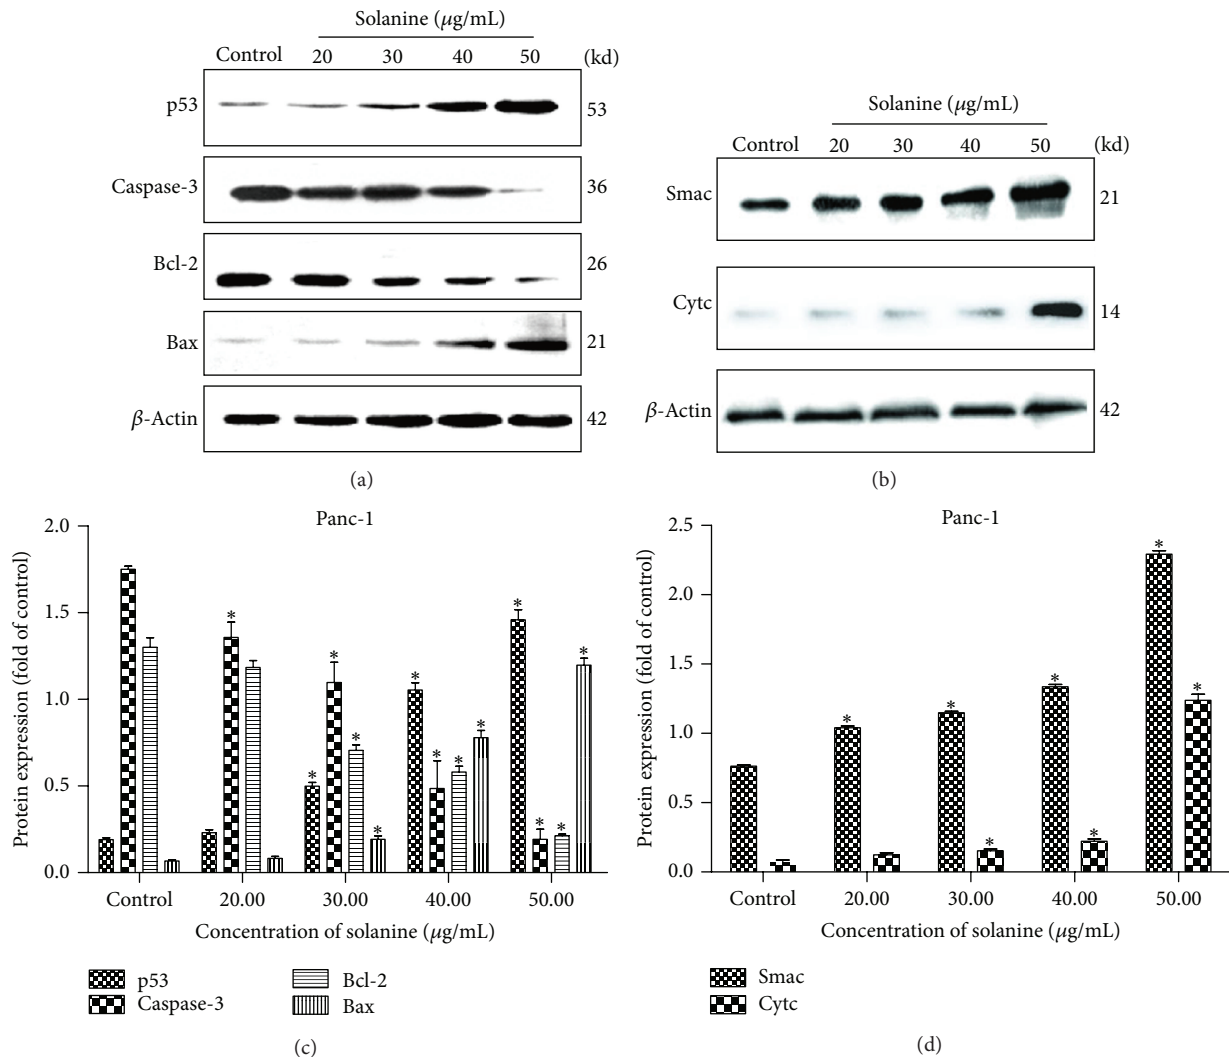 Solanine (μg/mL)
Control 20 30 40 50 (kd)
p53 53
Caspase-3 36
Bcl-2 26
Bax 21
β-Actin 42
(a)
Solanine (μg/mL)
Control 20 30 40 50 (kd)
Smac 21
Cytc 14
β-Actin 42
(b)
Panc-1
Protein expression (fold of control)
2.0
1.5
1.0
0.5
0.0
* * * * * * * * * * * * *
Control 20.00 30.00 40.00 50.00
Concentration of solanine (μg/mL)
p53 Bcl-2
Caspase-3 Bax
(c)
Panc-1
Protein expression (fold of control)
2.5
2.0
1.5
1.0
0.5
0.0
* * * * * * *
Control 20.00 30.00 40.00 50.00
Concentration of solanine (μg/mL)
Smac
Cytc
(d)